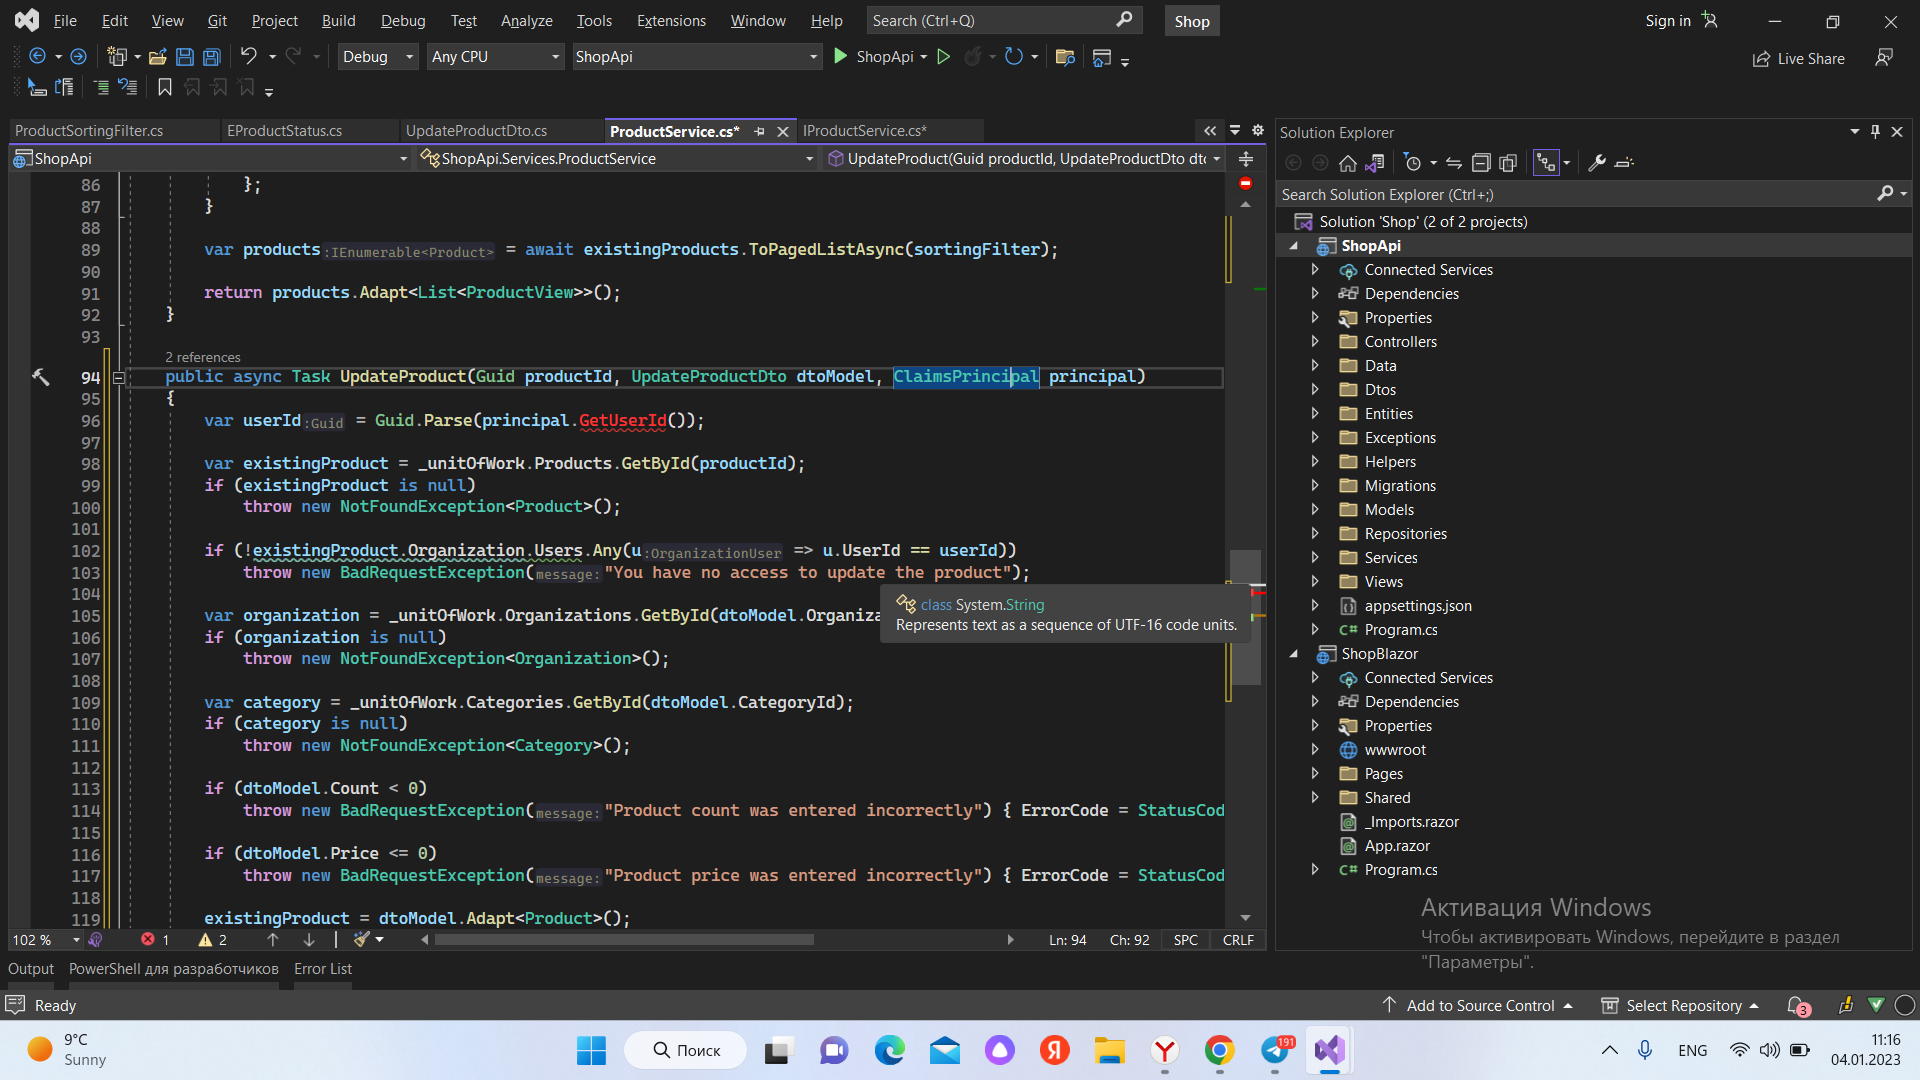 File Edit View Git Project Build Debug Test Analyze Tools Extensions Window Help Search (Ctrl+Q) Shop Sign in
Debug Any CPU ShopApi ShopApi Live Share
ProductSortingFilter.cs EProductStatus.cs UpdateProductDto.cs ProductService.cs* IProductService.cs*
ShopApi ShopApi.Services.ProductService UpdateProduct(Guid productId, UpdateProductDto dt
86 };
87 }
88
89 var products:IEnumerable<Product> = await existingProducts.ToPagedListAsync(sortingFilter);
90
91 return products.Adapt<List<ProductView>>();
92 }
93
2 references
94 public async Task UpdateProduct(Guid productId, UpdateProductDto dtoModel, ClaimsPrincipal principal)
95 {
96 var userId:Guid = Guid.Parse(principal.GetUserId());
97
98 var existingProduct = _unitOfWork.Products.GetById(productId);
99 if (existingProduct is null)
100 throw new NotFoundException<Product>();
101
102 if (!existingProduct.Organization.Users.Any(u:OrganizationUser => u.UserId == userId))
103 throw new BadRequestException(message:"You have no access to update the product");
104
105 var organization = _unitOfWork.Organizations.GetById(dtoModel.Organiza
106 if (organization is null)
107 throw new NotFoundException<Organization>();
108
109 var category = _unitOfWork.Categories.GetById(dtoModel.CategoryId);
110 if (category is null)
111 throw new NotFoundException<Category>();
112
113 if (dtoModel.Count < 0)
114 throw new BadRequestException(message:"Product count was entered incorrectly") { ErrorCode = StatusCod
115
116 if (dtoModel.Price <= 0)
117 throw new BadRequestException(message:"Product price was entered incorrectly") { ErrorCode = StatusCod
118
119 existingProduct = dtoModel.Adapt<Product>();
class System.String
Represents text as a sequence of UTF-16 code units.
102 % 1 2 Ln: 94 Ch: 92 SPC CRLF
Output PowerShell для разработчиков Error List
Solution Explorer
Search Solution Explorer (Ctrl+;)
Solution 'Shop' (2 of 2 projects)
ShopApi
Connected Services
Dependencies
Properties
Controllers
Data
Dtos
Entities
Exceptions
Helpers
Migrations
Models
Repositories
Services
Views
appsettings.json
C# Program.cs
ShopBlazor
Connected Services
Dependencies
Properties
wwwroot
Pages
Shared
_Imports.razor
App.razor
C# Program.cs
Активация Windows
Чтобы активировать Windows, перейдите в раздел
"Параметры".
Ready Add to Source Control Select Repository 3
9°C
Sunny
Поиск
191
ENG
11:16
04.01.2023